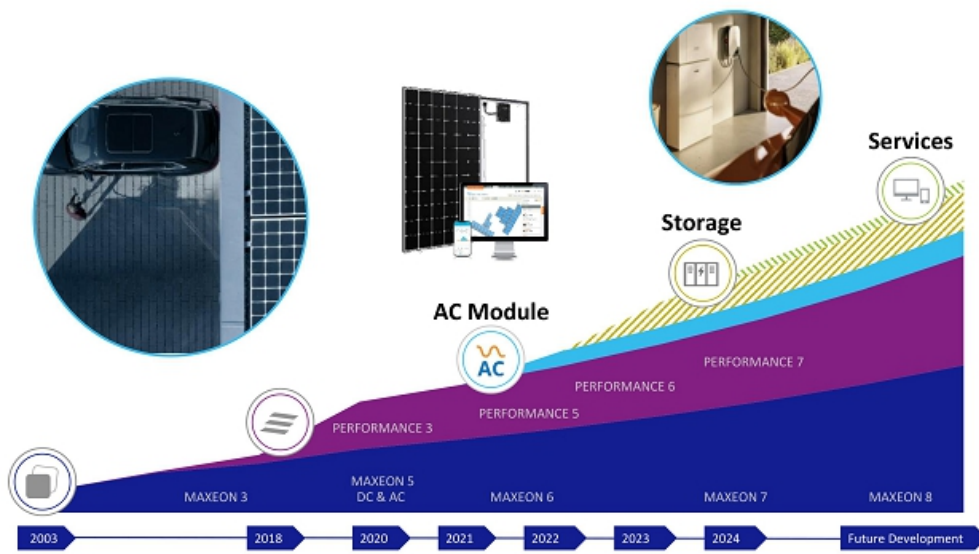 Services
Storage
AC Module
AC
PERFORMANCE 7
PERFORMANCE 6
PERFORMANCE 5
PERFORMANCE 3
MAXEON 3
MAXEON 5
DC & AC
MAXEON 6
MAXEON 7
MAXEON 8
2003
2018
2020
2021
2022
2023
2024
Future Development